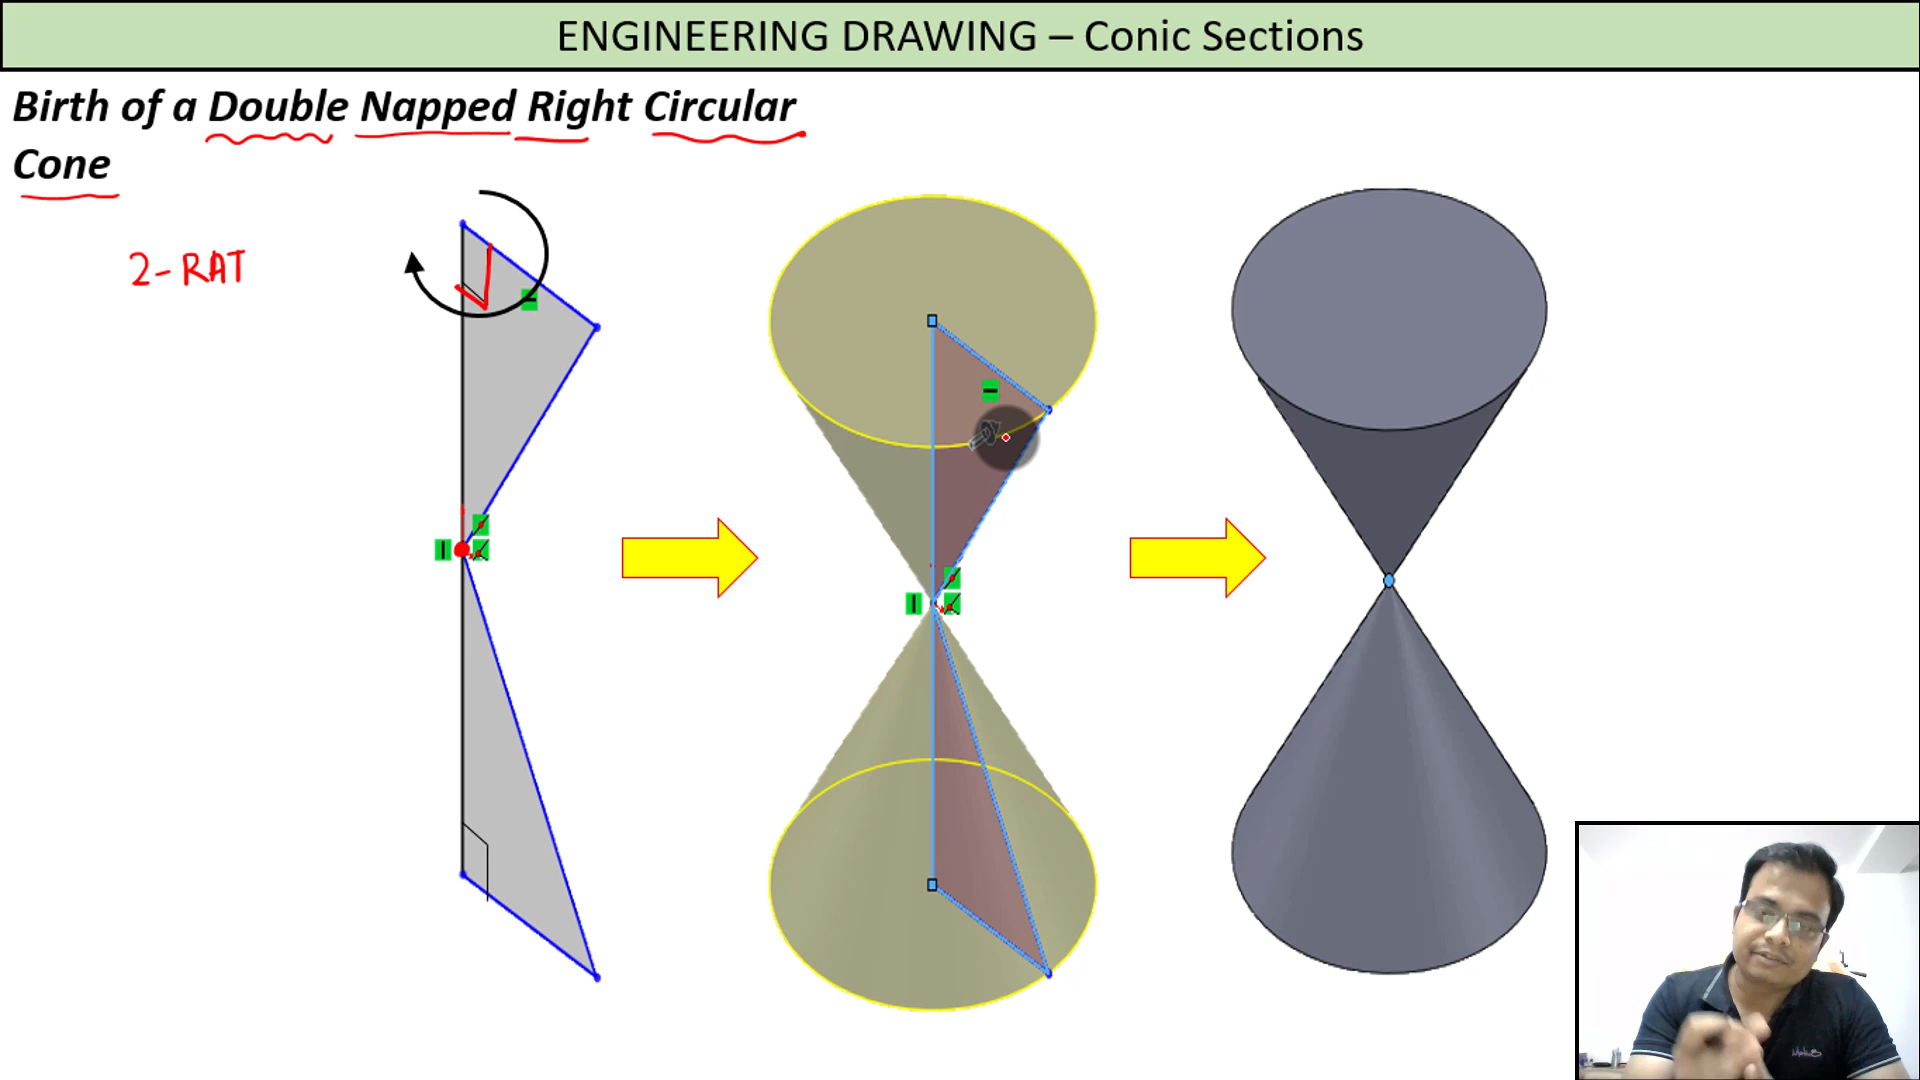 ENGINEERING DRAWING – Conic Sections
Birth of a Double Napped Right Circular
Cone
2-RAT